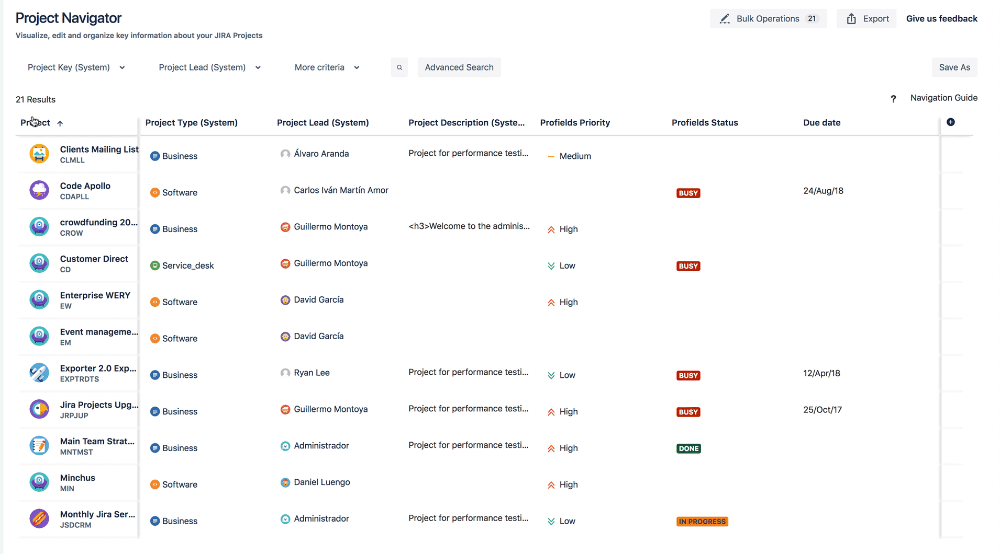 Project Navigator
Bulk Operations 21
Export
Give us feedback
Visualize, edit and organize key information about your JIRA Projects
Project Key (System)
Project Lead (System)
More criteria
Advanced Search
Save As
21 Results
? Navigation Guide
Project Project Type (System) Project Lead (System) Project Description (Syste... Profields Priority Profields Status Due date
Clients Mailing List
CLMLL
Business Álvaro Aranda Project for performance testi... Medium
Code Apollo
CDAPLL
Software Carlos Iván Martín Amor BUSY 24/Aug/18
crowdfunding 20...
CROW
Business Guillermo Montoya <h3>Welcome to the adminis... High
Customer Direct
CD
Service_desk Guillermo Montoya Low BUSY
Enterprise WERY
EW
Software David García High
Event manageme...
EM
Software David García
Exporter 2.0 Exp...
EXPTRDTS
Business Ryan Lee Project for performance testi... Low BUSY 12/Apr/18
Jira Projects Upg...
JRPJUP
Business Guillermo Montoya Project for performance testi... High BUSY 25/Oct/17
Main Team Strat...
MNTMST
Business Administrador Project for performance testi... High DONE
Minchus
MIN
Software Daniel Luengo High
Monthly Jira Ser...
JSDCRM
Business Administrador Project for performance testi... Low IN PROGRESS